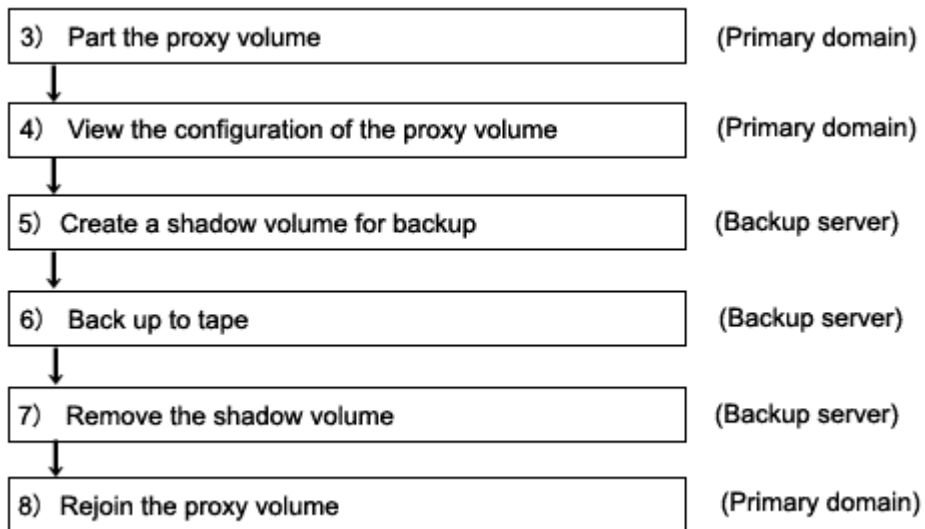 3) Part the proxy volume (Primary domain)
4) View the configuration of the proxy volume (Primary domain)
5) Create a shadow volume for backup (Backup server)
6) Back up to tape (Backup server)
7) Remove the shadow volume (Backup server)
8) Rejoin the proxy volume (Primary domain)